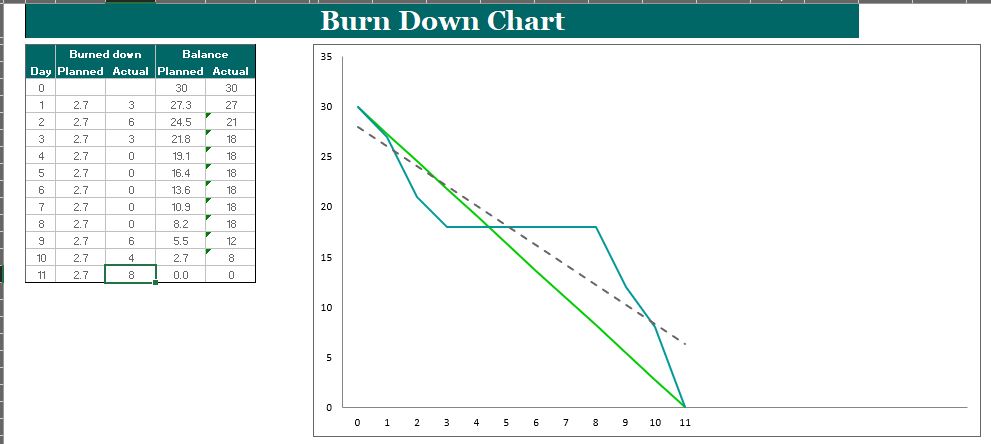 Burn Down Chart
Burned down Balance
Day Planned Actual Planned Actual
0 30 30
1 2.7 3 27.3 27
2 2.7 6 24.5 21
3 2.7 3 21.8 18
4 2.7 0 19.1 18
5 2.7 0 16.4 18
6 2.7 0 13.6 18
7 2.7 0 10.9 18
8 2.7 0 8.2 18
9 2.7 6 5.5 12
10 2.7 4 2.7 8
11 2.7 8 0.0 0
35
30
25
20
15
10
5
0
0 1 2 3 4 5 6 7 8 9 10 11